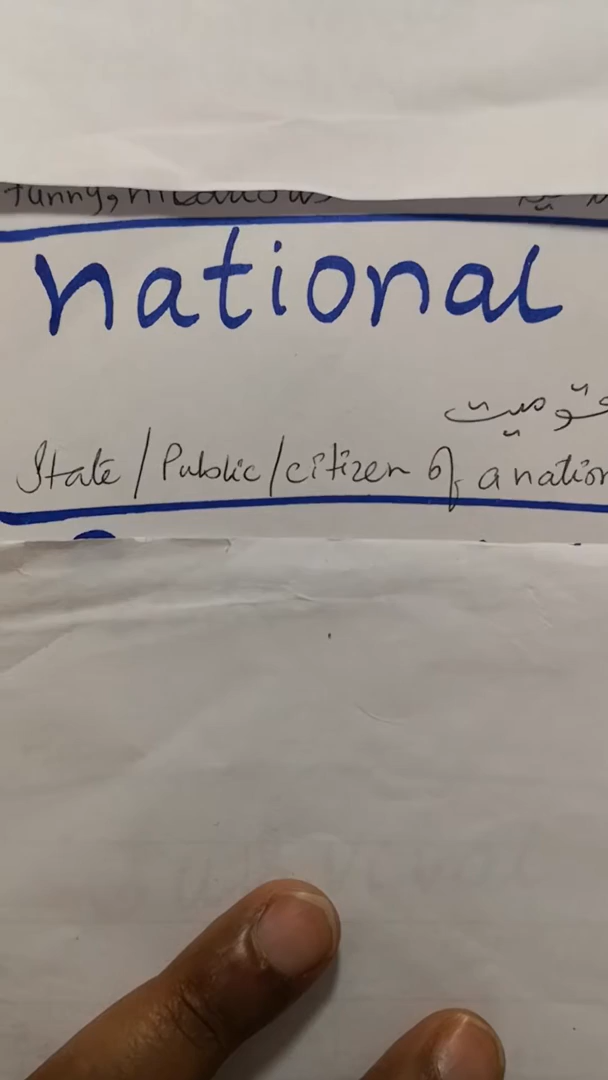 funny, hilarious
national
قومیت
State / Public / citizen of a nation